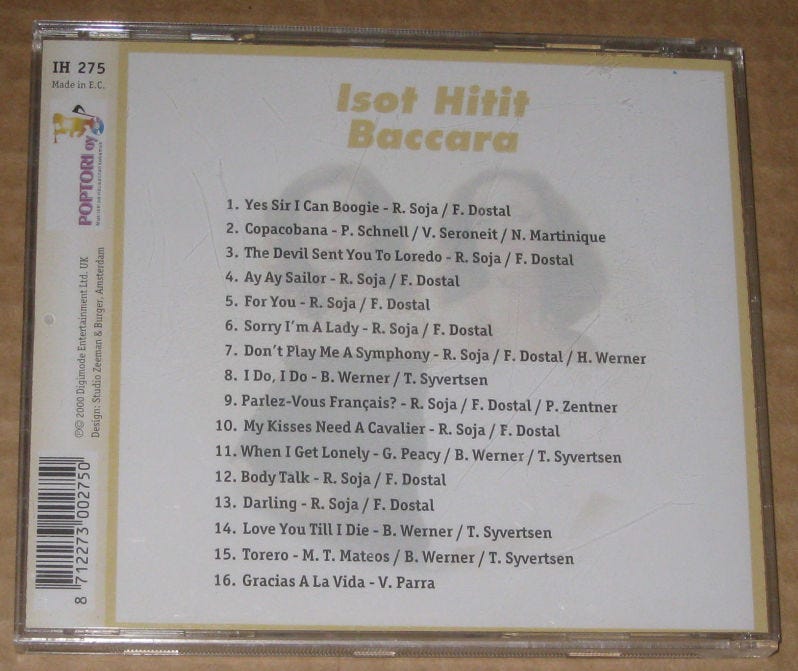 IH 275
Made in E.C.
POPTORI oy
℗© 2000 Digimode Entertainment Ltd. UK
Design: Studio Zeeman & Burger, Amsterdam
8 712273 002750
Isot Hitit
Baccara
1. Yes Sir I Can Boogie - R. Soja / F. Dostal
2. Copacobana - P. Schnell / V. Seroneit / N. Martinique
3. The Devil Sent You To Loredo - R. Soja / F. Dostal
4. Ay Ay Sailor - R. Soja / F. Dostal
5. For You - R. Soja / F. Dostal
6. Sorry I'm A Lady - R. Soja / F. Dostal
7. Don't Play Me A Symphony - R. Soja / F. Dostal / H. Werner
8. I Do, I Do - B. Werner / T. Syvertsen
9. Parlez-Vous Français? - R. Soja / F. Dostal / P. Zentner
10. My Kisses Need A Cavalier - R. Soja / F. Dostal
11. When I Get Lonely - G. Peacy / B. Werner / T. Syvertsen
12. Body Talk - R. Soja / F. Dostal
13. Darling - R. Soja / F. Dostal
14. Love You Till I Die - B. Werner / T. Syvertsen
15. Torero - M. T. Mateos / B. Werner / T. Syvertsen
16. Gracias A La Vida - V. Parra